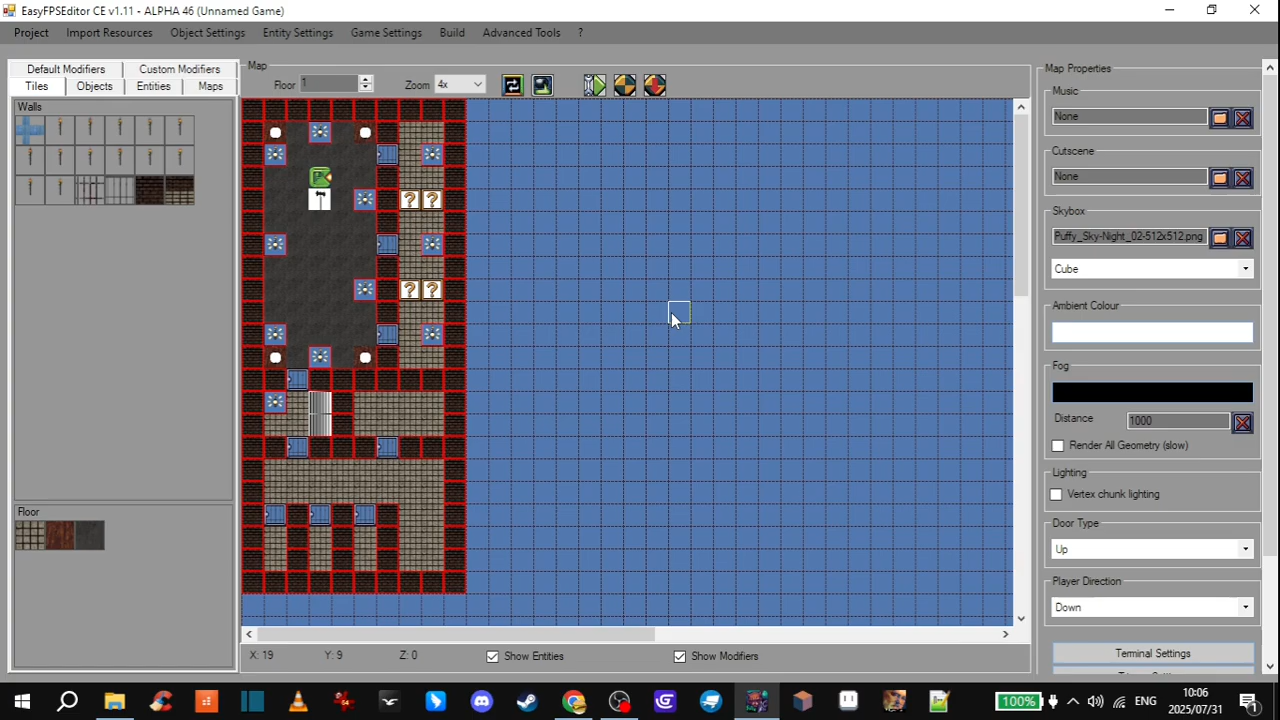 EasyFPSEditor CE v1.11 - ALPHA 46 (Unnamed Game)
Project Import Resources Object Settings Entity Settings Game Settings Build Advanced Tools ?
Default Modifiers Custom Modifiers
Tiles Objects Entities Maps
Walls
Floor
Map
Floor 1 Zoom 4x
? ?
? ?
X: 19 Y: 9 Z: 0 Show Entities Show Modifiers
Map Properties
Music
None
Cutscene
None
Skybox
Puffy_Sky-Night_02-512x512.png
Cube
Ambient Colour
Fog
Distance 1000
Render All Geometry (slow)
Lighting
Vertex chunk lighting
Door Type
Up
Player Direction
Down
Terminal Settings
100% ENG 10:06 2025/07/31 1